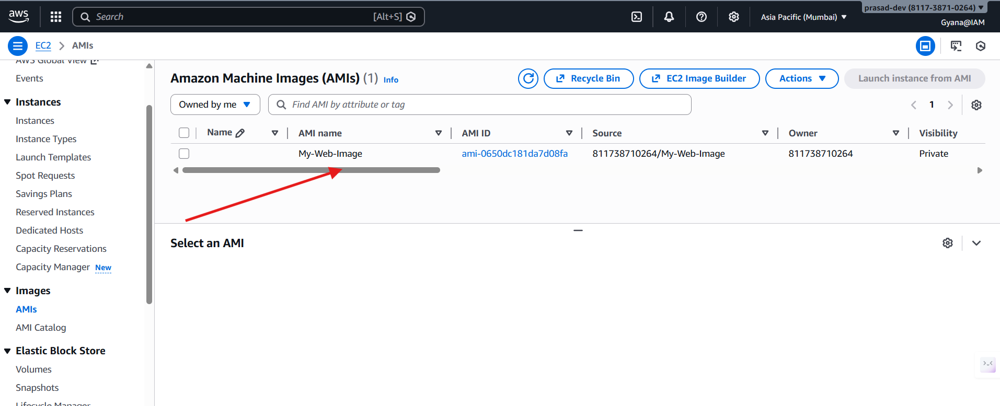 aws
Search [Alt+S]
Asia Pacific (Mumbai)
prasad-dev (8117-3871-0264)
Gyana@IAM
EC2 AMIs
AWS Global View
Events
Instances
Instances
Instance Types
Launch Templates
Spot Requests
Savings Plans
Reserved Instances
Dedicated Hosts
Capacity Reservations
Capacity Manager New
Images
AMIs
AMI Catalog
Elastic Block Store
Volumes
Snapshots
Lifecycle Manager
Amazon Machine Images (AMIs) (1) Info
Recycle Bin
EC2 Image Builder
Actions
Launch instance from AMI
Owned by me
Find AMI by attribute or tag
1
Name AMI name AMI ID Source Owner Visibility
My-Web-Image ami-0650dc181da7d08fa 811738710264/My-Web-Image 811738710264 Private
Select an AMI